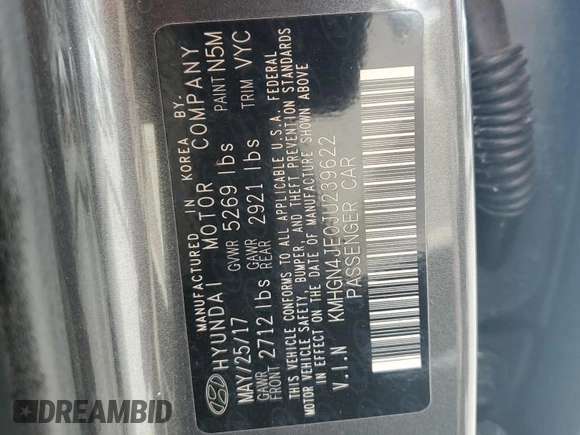 MANUFACTURED IN KOREA BY:
HYUNDAI MOTOR COMPANY
MAY/25/17 GVWR 5269 lbs PAINT N5M
GAWR FRONT 2712 lbs GAWR REAR 2921 lbs TRIM VYC
THIS VEHICLE CONFORMS TO ALL APPLICABLE U.S.A. FEDERAL
MOTOR VEHICLE SAFETY, BUMPER, AND THEFT PREVENTION STANDARDS
IN EFFECT ON THE DATE OF MANUFACTURE SHOWN ABOVE
V.I.N KMHGN4JE0JU239622
PASSENGER CAR
DREAMBID